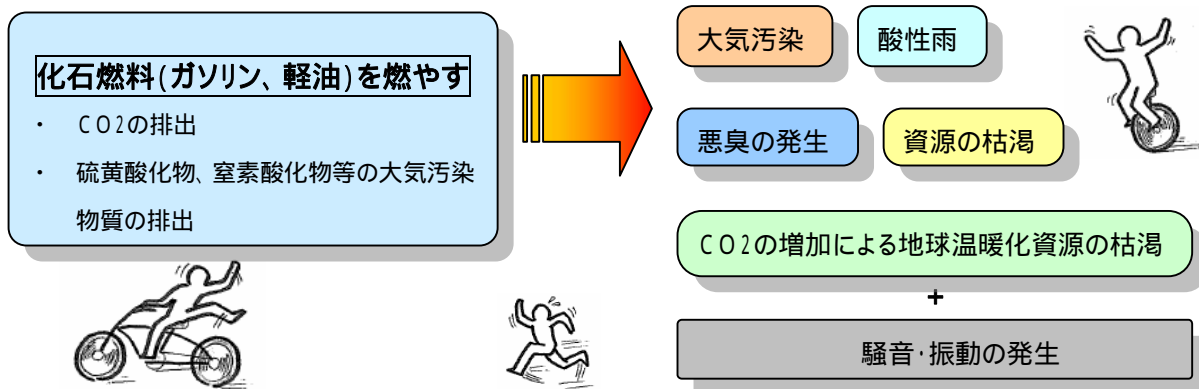 化石燃料(ガソリン、軽油)を燃やす
・ CO2の排出
・ 硫黄酸化物、窒素酸化物等の大気汚染
物質の排出
大気汚染
酸性雨
悪臭の発生
資源の枯渇
CO2の増加による地球温暖化資源の枯渇
+
騒音・振動の発生